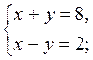 x ÷ y = 8,
x − y = 2;